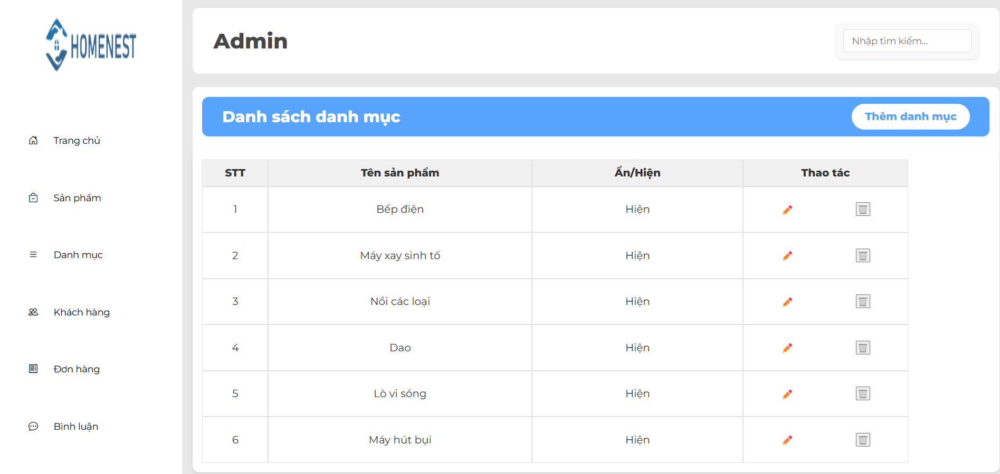 HOMENEST
Trang chủ
Sản phẩm
Danh mục
Khách hàng
Đơn hàng
Bình luận
Admin
Nhập tìm kiếm...
Danh sách danh mục
Thêm danh mục
STT Tên sản phẩm Ẩn/Hiện Thao tác
1 Bếp điện Hiện
2 Máy xay sinh tố Hiện
3 Nồi các loại Hiện
4 Dao Hiện
5 Lò vi sóng Hiện
6 Máy hút bụi Hiện